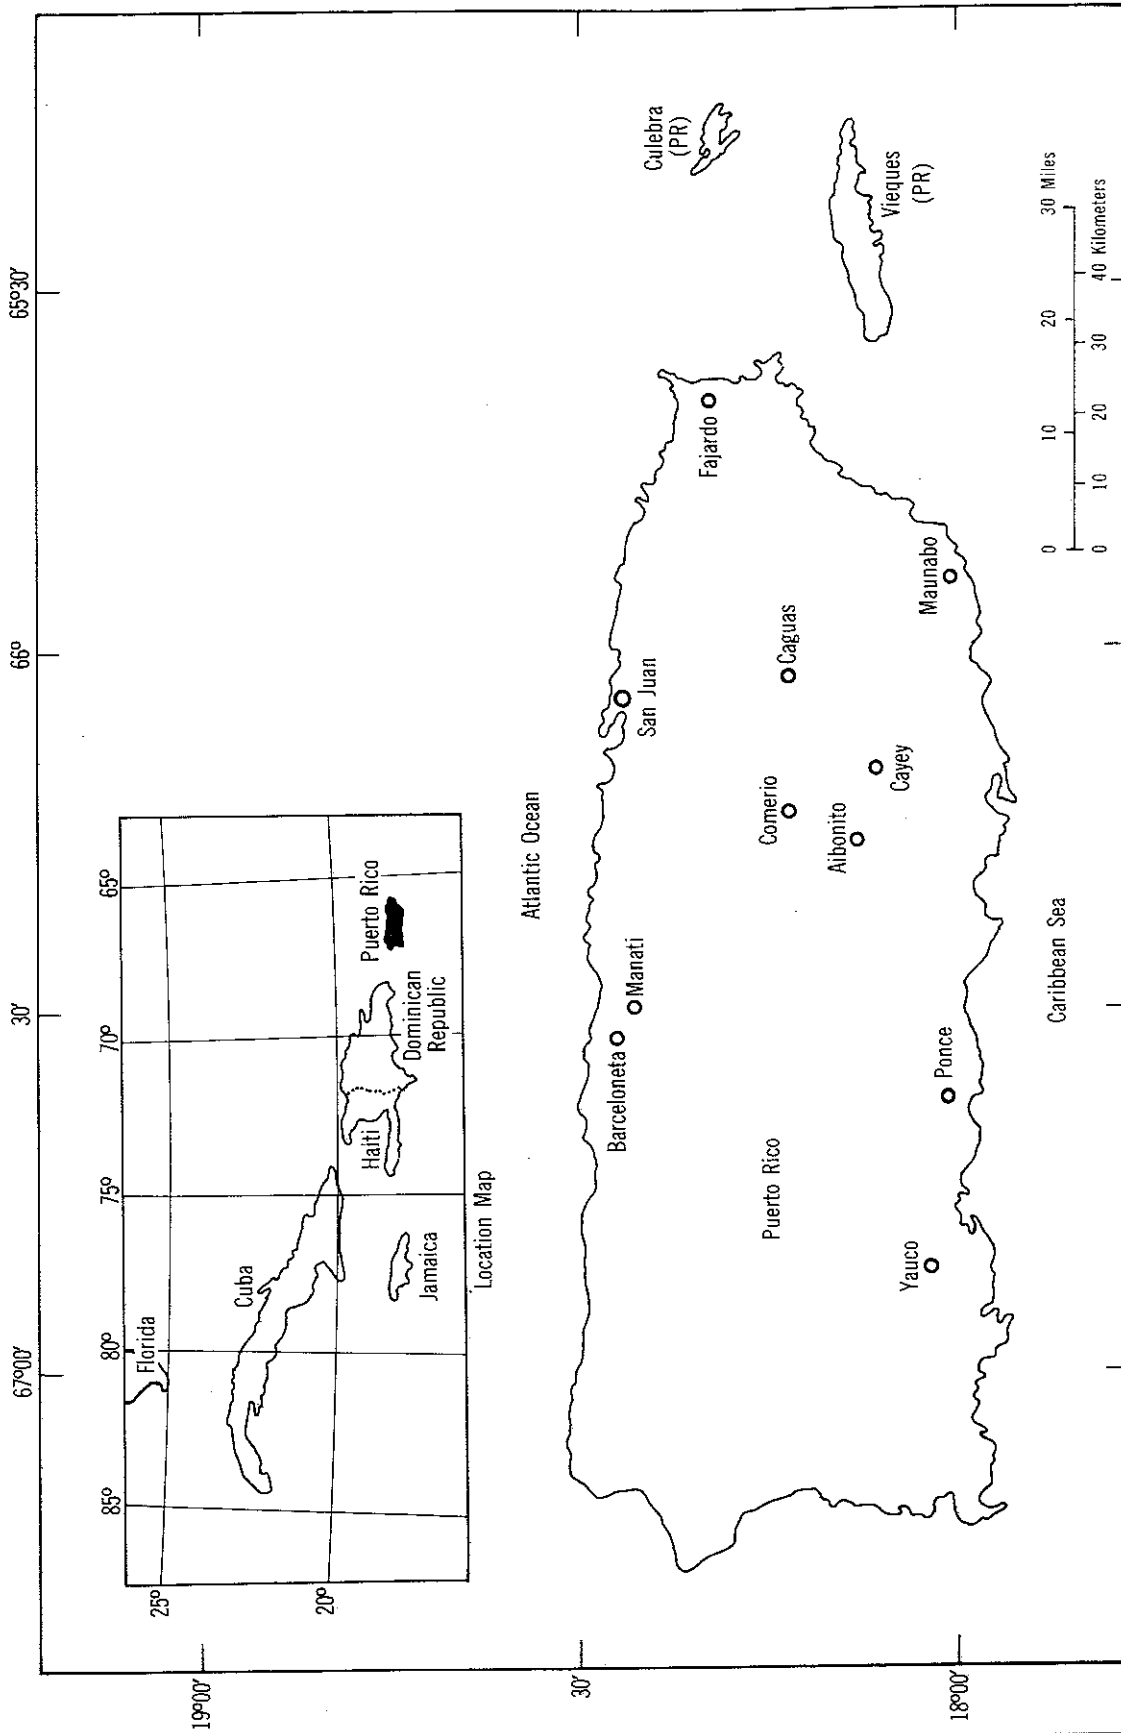 67°00'
30'
66°
65°30'
19°00'
30'
18°00'
85°
80°
75°
70°
65°
25°
20°
Florida
Cuba
Haiti
Dominican
Republic
Puerto Rico
Jamaica
Location Map
Atlantic Ocean
Culebra
(PR)
Vieques
(PR)
San Juan
Fajardo
Barceloneta
Manati
Comerio
Caguas
Puerto Rico
Aibonito
Cayey
Yauco
Ponce
Maunabo
Caribbean Sea
0 10 20 30 Miles
0 10 20 30 40 Kilometers